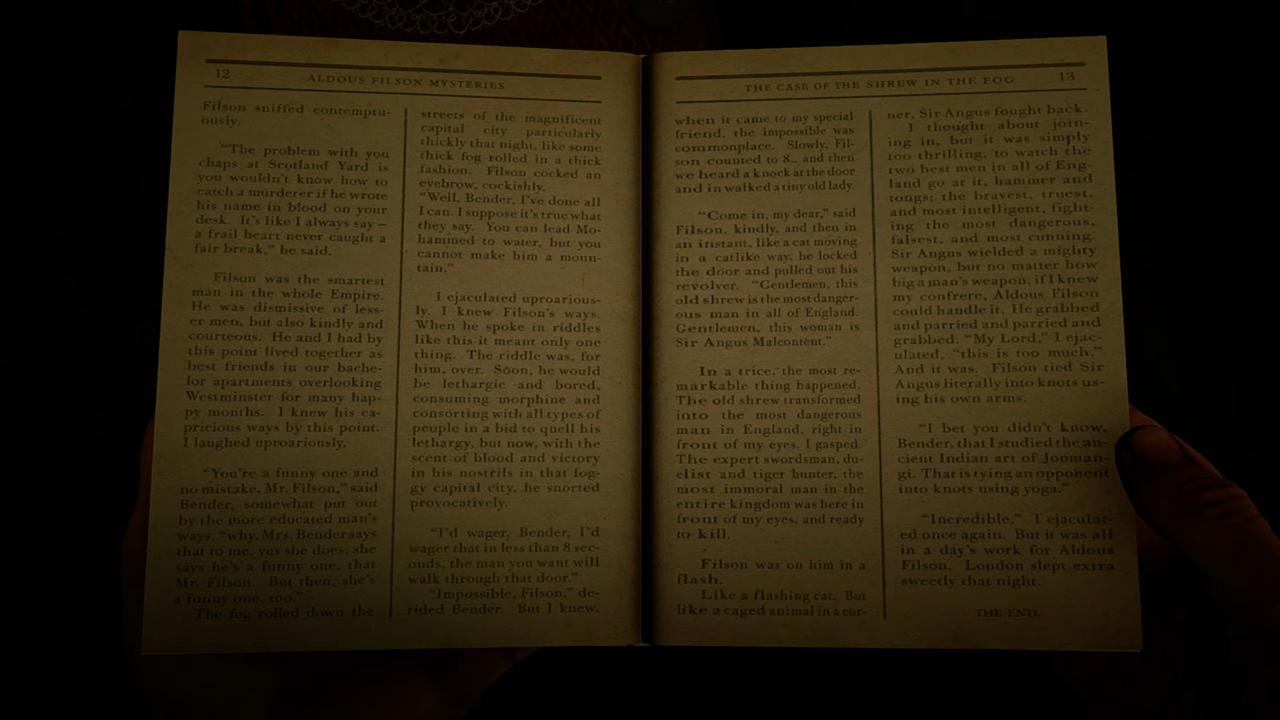 12
ALDOUS FILSON MYSTERIES
Filson sniffed contemptu-
ously.
"The problem with you
chaps at Scotland Yard is
you wouldn't know how to
catch a murderer if he wrote
his name in blood on your
desk. It's like I always say –
a frail heart never caught a
fair break," he said.
Filson was the smartest
man in the whole Empire.
He was dismissive of less-
er men, but also kindly and
courteous. He and I had by
this point lived together as
best friends in our bache-
lor apartments overlooking
Westminster for many hap-
py months. I knew his ca-
pricious ways by this point.
I laughed uproariously.
"You're a funny one and
no mistake, Mr. Filson," said
Bender, somewhat put out
by the more educated man's
ways, "why, Mrs. Bender says
that to me, yes she does, she
says he's a funny one, that
Mr. Filson. But then, she's
a funny one, too."
The fog rolled down the
streets of the magnificent
capital city particularly
thickly that night, like some
thick fog rolled in a thick
fashion. Filson cocked an
eyebrow, cockishly.
"Well, Bender, I've done all
I can. I suppose it's true what
they say. You can lead Mo-
hammed to water, but you
cannot make him a moun-
tain."
I ejaculated uproarious-
ly. I knew Filson's ways.
When he spoke in riddles
like this it meant only one
thing. The riddle was, for
him, over. Soon, he would
be lethargic and bored,
consuming morphine and
consorting with all types of
people in a bid to quell his
lethargy, but now, with the
scent of blood and victory
in his nostrils in that fog-
gy capital city, he snorted
provocatively.
"I'd wager, Bender, I'd
wager that in less than 8 sec-
onds, the man you want will
walk through that door."
"Impossible, Filson," de-
rided Bender. But I knew,
THE CASE OF THE SHREW IN THE FOG
13
when it came to my special
friend, the impossible was
commonplace. Slowly, Fil-
son counted to 8... and then
we heard a knock at the door
and in walked a tiny old lady.
"Come in, my dear," said
Filson, kindly, and then in
an instant, like a cat moving
in a catlike way, he locked
the door and pulled out his
revolver. "Gentlemen, this
old shrew is the most danger-
ous man in all of England.
Gentlemen, this woman is
Sir Angus Malcontent."
In a trice, the most re-
markable thing happened.
The old shrew transformed
into the most dangerous
man in England, right in
front of my eyes. I gasped.
The expert swordsman, du-
elist and tiger hunter, the
most immoral man in the
entire kingdom was here in
front of my eyes, and ready
to kill.
Filson was on him in a
flash.
Like a flashing cat. But
like a caged animal in a cor-
ner, Sir Angus fought back.
I thought about join-
ing in, but it was simply
too thrilling, to watch the
two best men in all of Eng-
land go at it, hammer and
tongs: the bravest, truest,
and most intelligent, fight-
ing the most dangerous,
falsest, and most cunning.
Sir Angus wielded a mighty
weapon, but no matter how
big a man's weapon, if I knew
my confrere, Aldous Filson
could handle it. He grabbed
and parried and parried and
grabbed. "My Lord," I ejac-
ulated, "this is too much."
And it was. Filson tied Sir
Angus literally into knots us-
ing his own arms.
"I bet you didn't know,
Bender, that I studied the an-
cient Indian art of Jooman-
gi. That is tying an opponent
into knots using yoga."
"Incredible," I ejaculat-
ed once again. But it was all
in a day's work for Aldous
Filson. London slept extra
sweetly that night.
THE END.